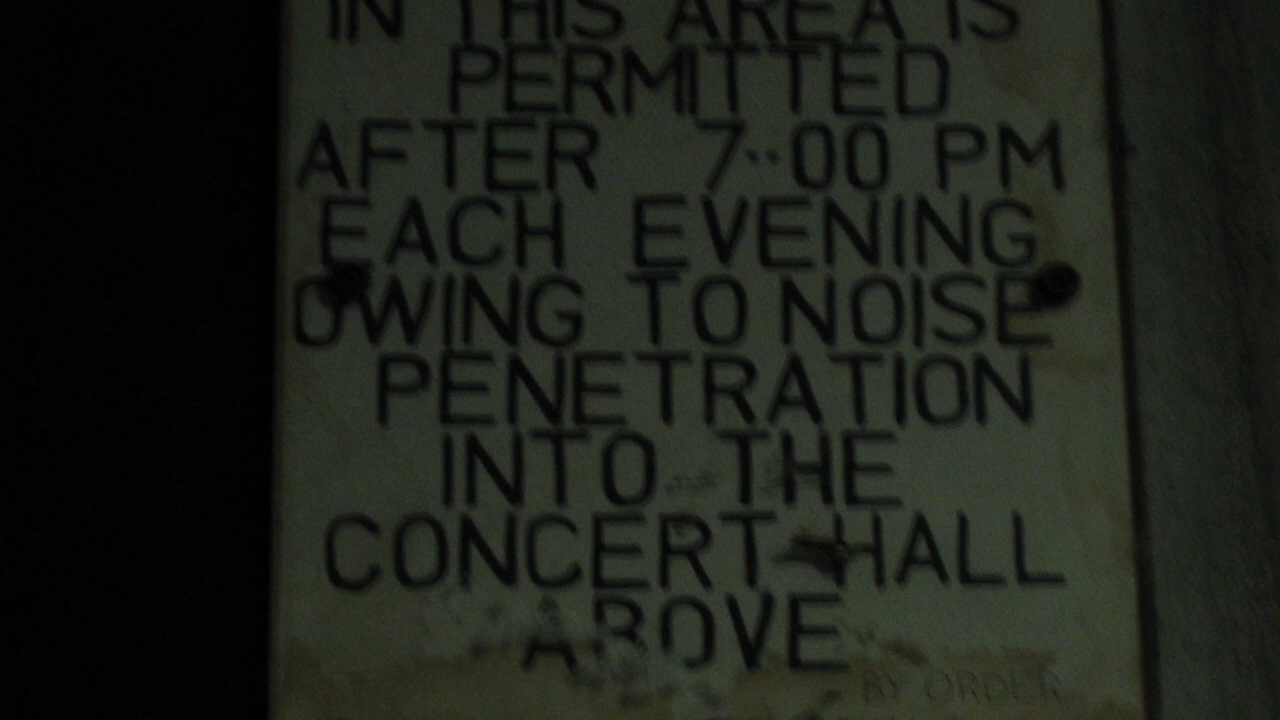 IN THIS AREA IS
PERMITTED
AFTER 7··00 PM
EACH EVENING
OWING TO NOISE
PENETRATION
INTO THE
CONCERT HALL
ABOVE
BY ORDER